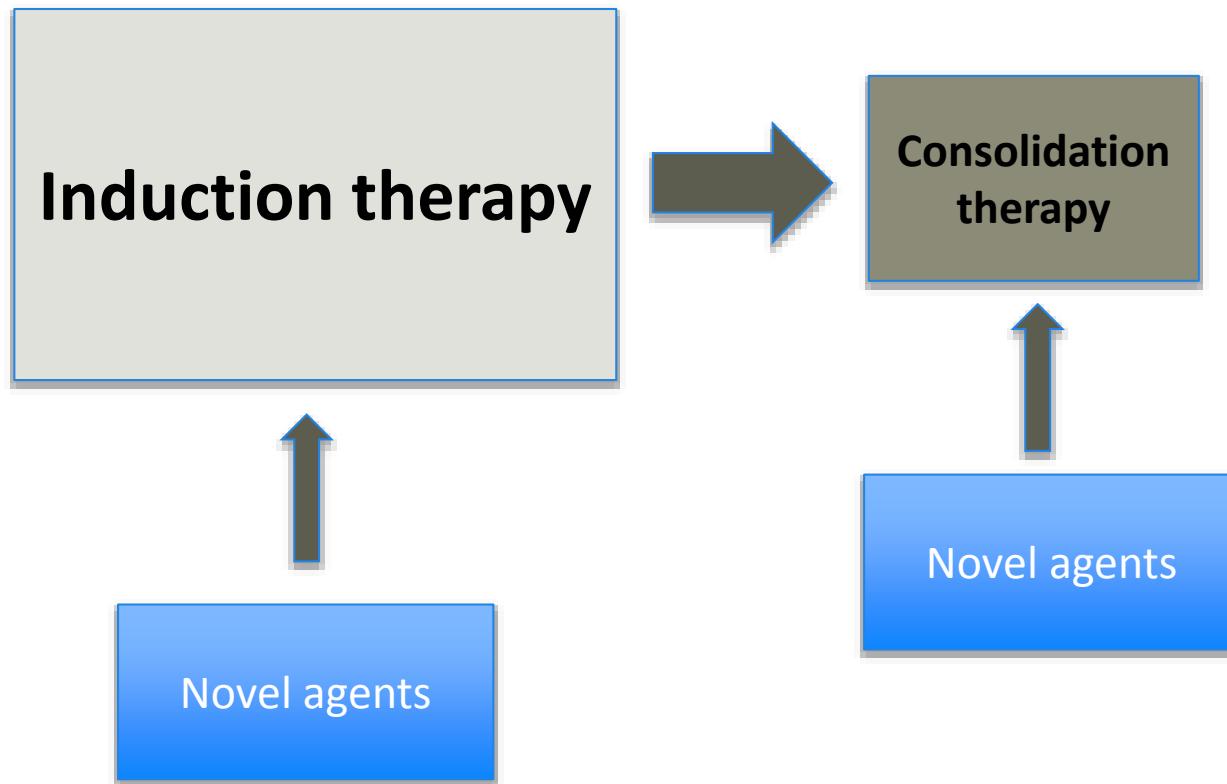 Induction therapy
Consolidation
therapy
Novel agents
Novel agents